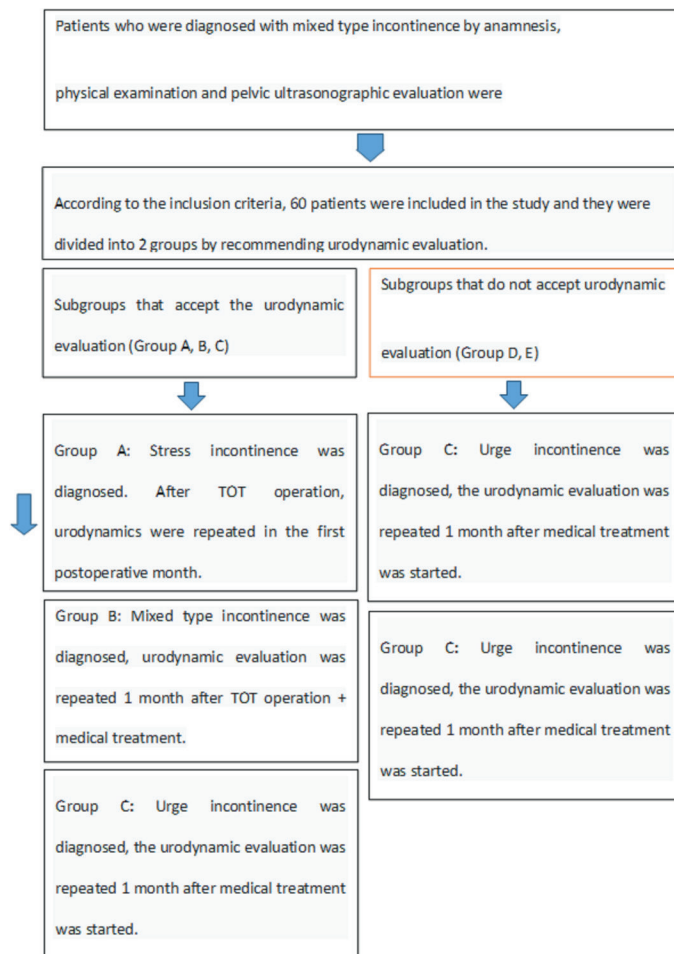 Patients who were diagnosed with mixed type incontinence by anamnesis,
physical examination and pelvic ultrasonographic evaluation were
According to the inclusion criteria, 60 patients were included in the study and they were
divided into 2 groups by recommending urodynamic evaluation.
Subgroups that accept the urodynamic
evaluation (Group A, B, C)
Subgroups that do not accept urodynamic
evaluation (Group D, E)
Group A: Stress incontinence was
diagnosed. After TOT operation,
urodynamics were repeated in the first
postoperative month.
Group B: Mixed type incontinence was
diagnosed, urodynamic evaluation was
repeated 1 month after TOT operation +
medical treatment.
Group C: Urge incontinence was
diagnosed, the urodynamic evaluation was
repeated 1 month after medical treatment
was started.
Group C: Urge incontinence was
diagnosed, the urodynamic evaluation was
repeated 1 month after medical treatment
was started.
Group C: Urge incontinence was
diagnosed, the urodynamic evaluation was
repeated 1 month after medical treatment
was started.